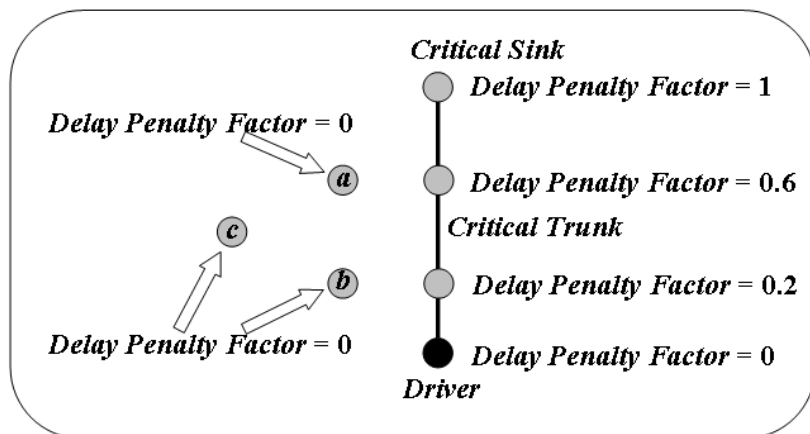 Critical Sink
Delay Penalty Factor = 1
Delay Penalty Factor = 0
a
Delay Penalty Factor = 0.6
c
Critical Trunk
b
Delay Penalty Factor = 0.2
Delay Penalty Factor = 0
Delay Penalty Factor = 0
Driver